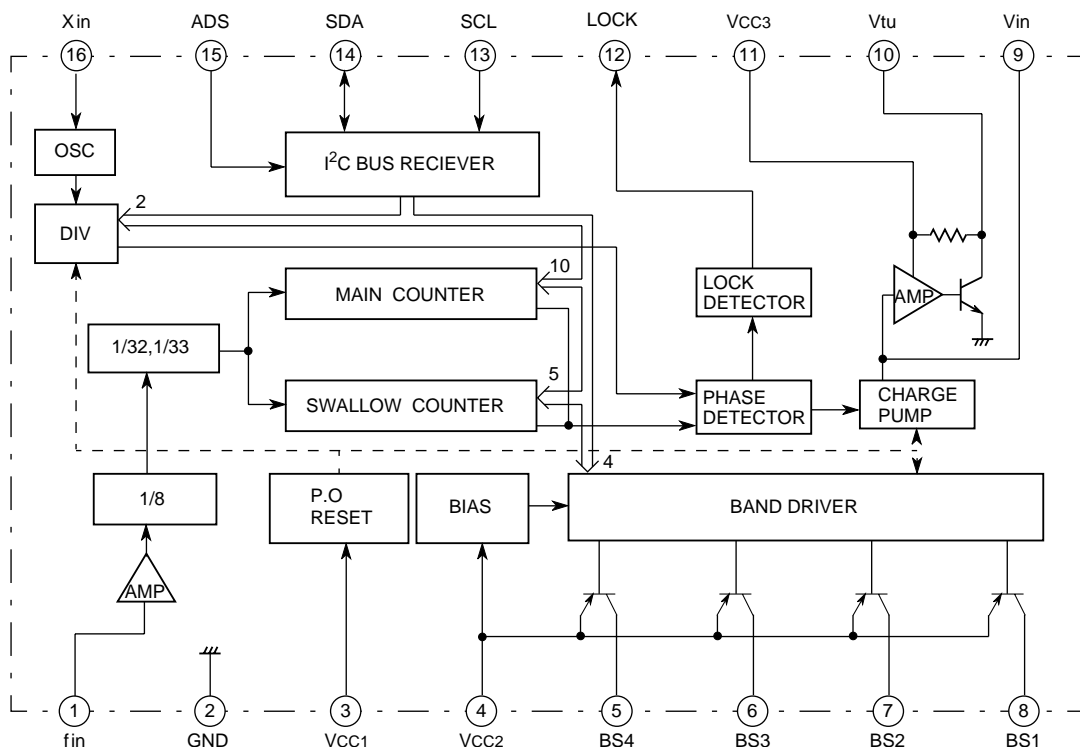 Xin ADS SDA SCL LOCK VCC3 Vtu Vin
16 15 14 13 12 11 10 9
OSC
I²C BUS RECIEVER
2
DIV
10
MAIN COUNTER
LOCK
DETECTOR
AMP
1/32,1/33
5
SWALLOW COUNTER
PHASE
DETECTOR
CHARGE
PUMP
4
1/8
P.O
RESET
BIAS
BAND DRIVER
AMP
1 2 3 4 5 6 7 8
fin GND VCC1 VCC2 BS4 BS3 BS2 BS1